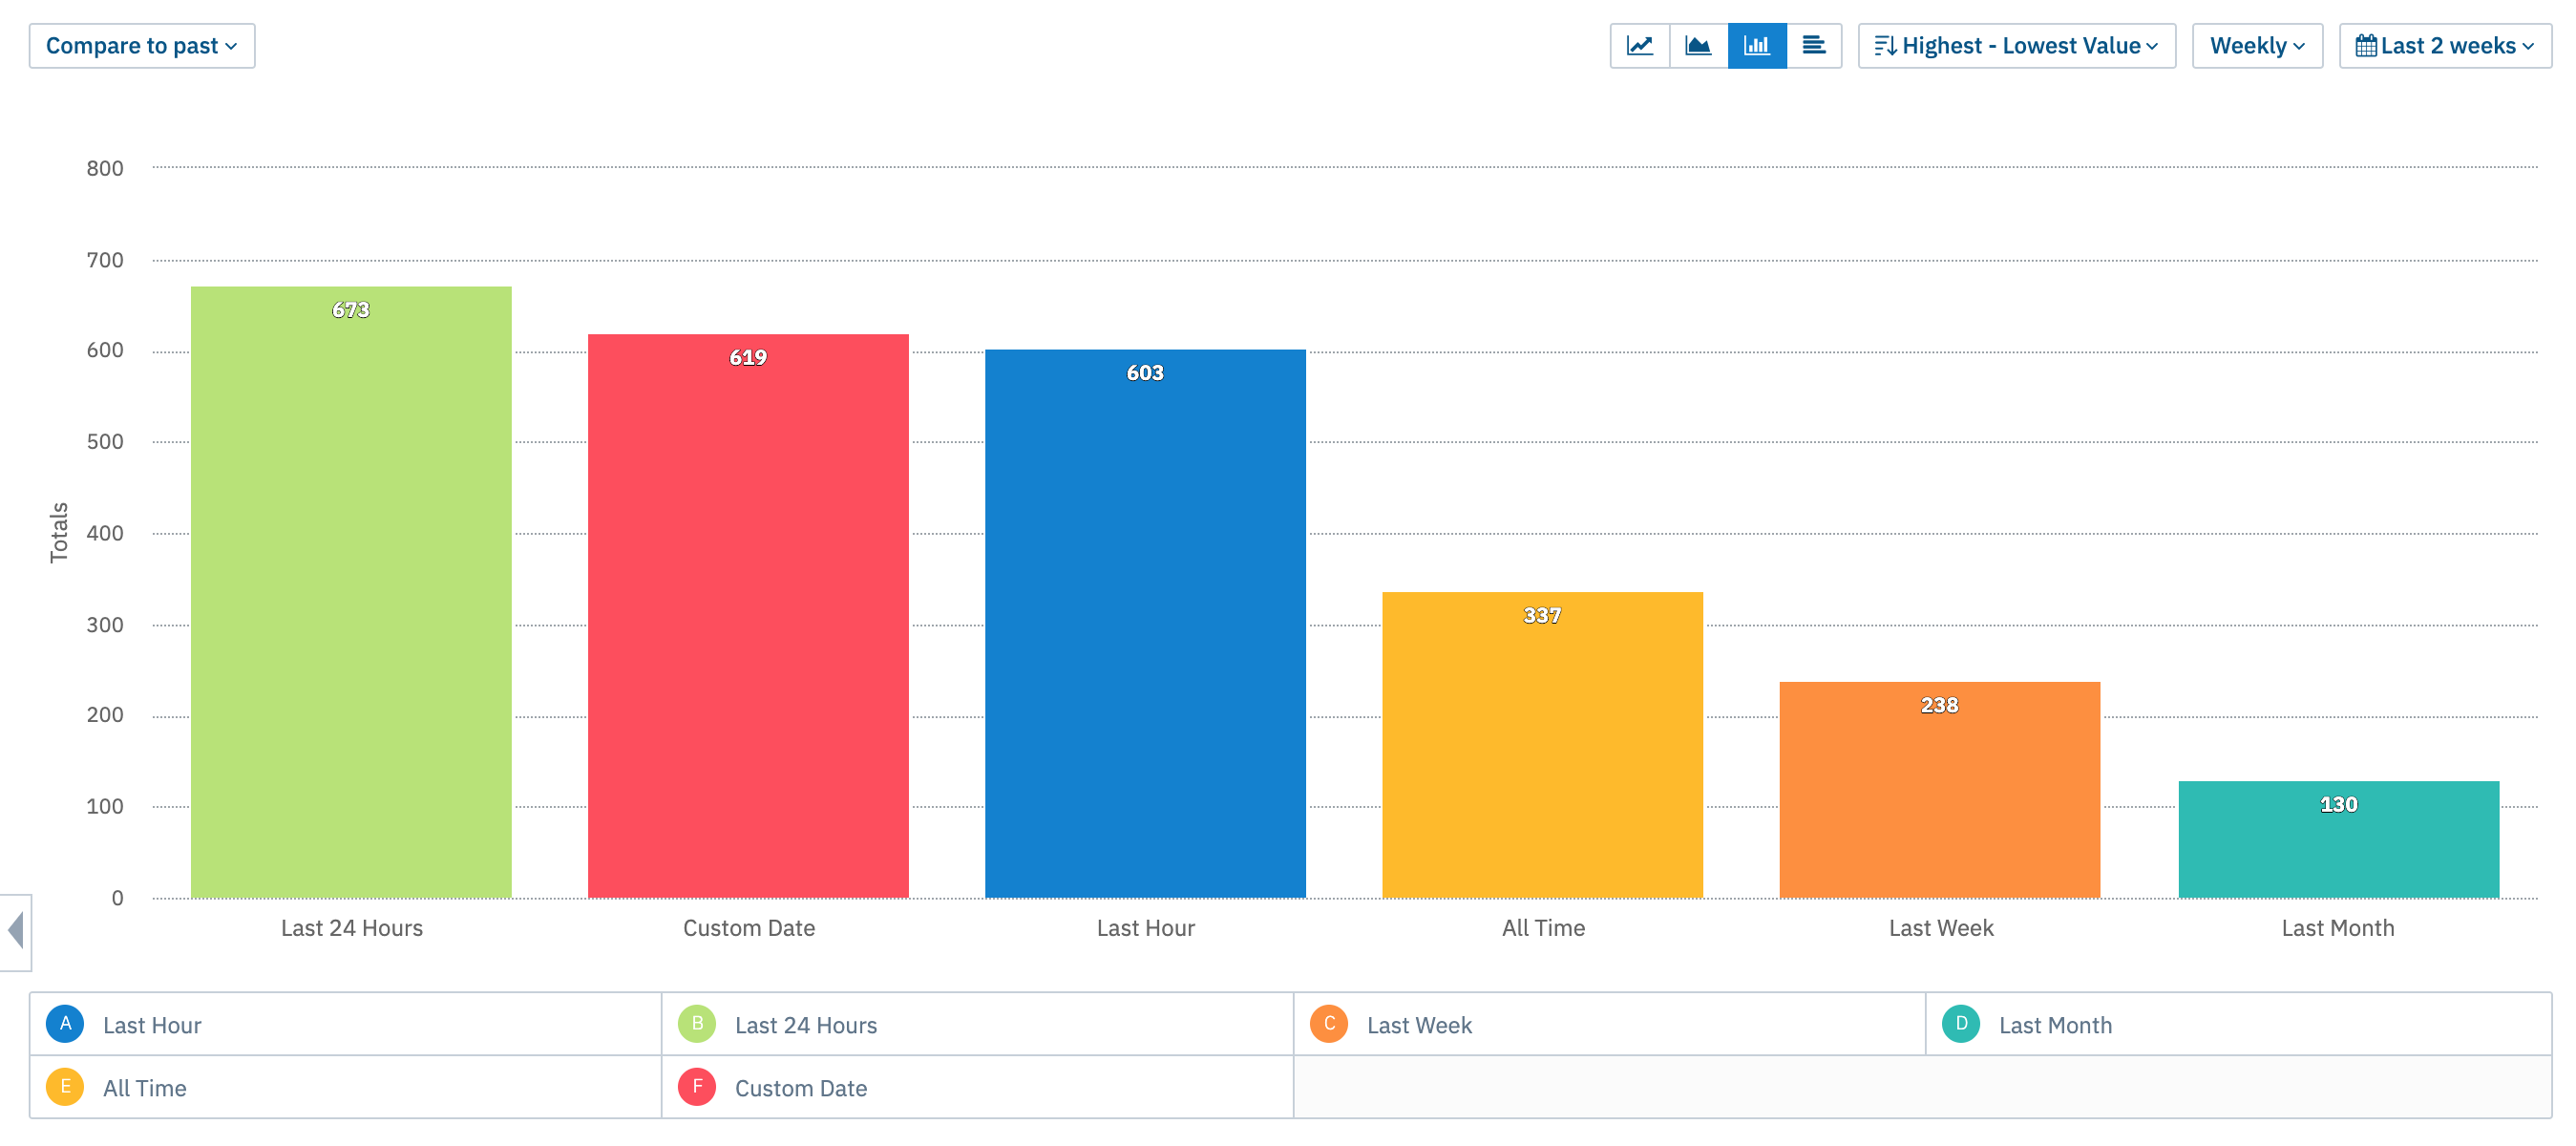 Compare to past
Highest - Lowest Value
Weekly
Last 2 weeks
800
700
600
500
400
300
200
100
0
Totals
673
619
603
337
238
130
Last 24 Hours
Custom Date
Last Hour
All Time
Last Week
Last Month
A Last Hour
B Last 24 Hours
C Last Week
D Last Month
E All Time
F Custom Date